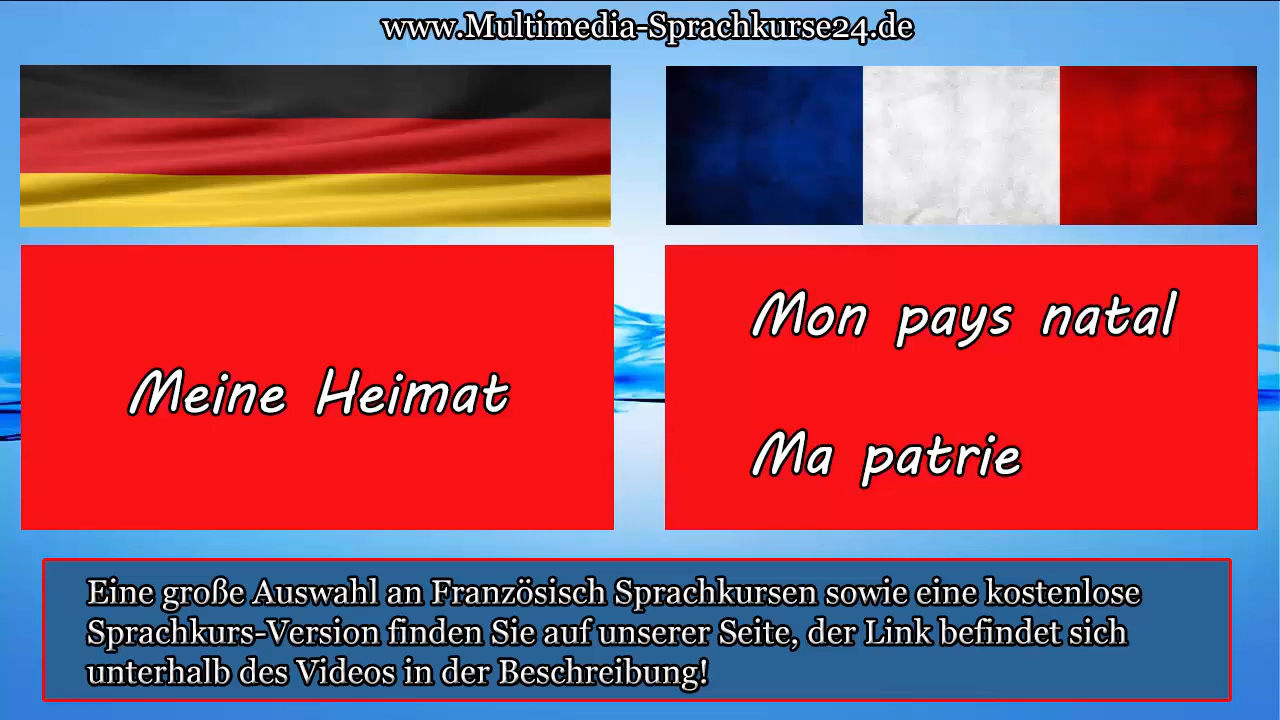 www.Multimedia-Sprachkurse24.de
Meine Heimat
Mon pays natal
Ma patrie
Eine große Auswahl an Französisch Sprachkursen sowie eine kostenlose
Sprachkurs-Version finden Sie auf unserer Seite, der Link befindet sich
unterhalb des Videos in der Beschreibung!